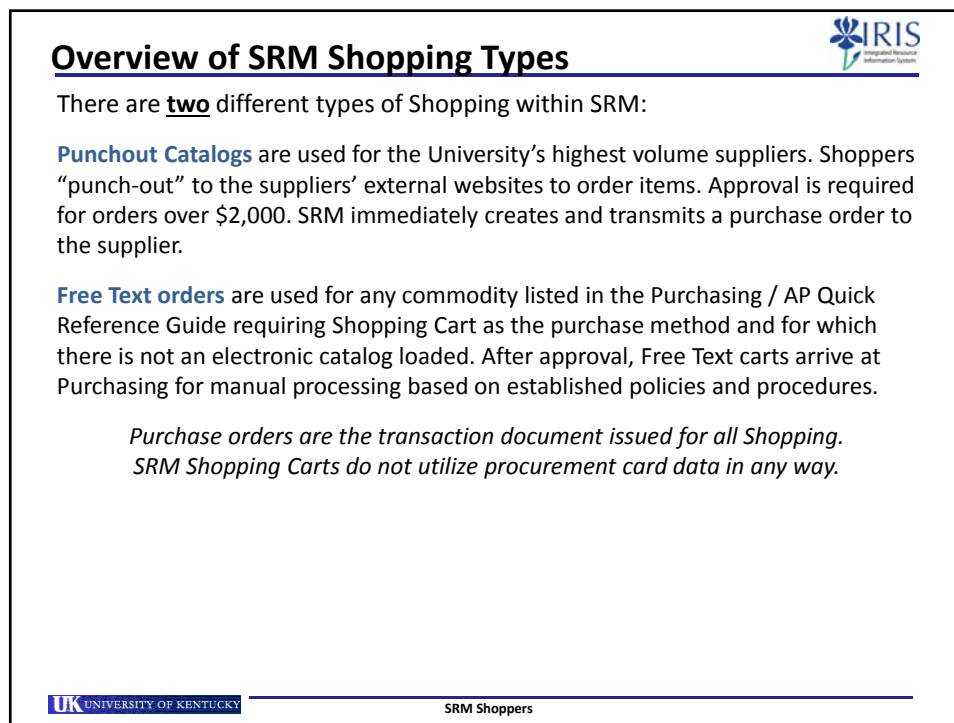 IRIS
Integrated Resource
Information System
Overview of SRM Shopping Types
There are two different types of Shopping within SRM:
Punchout Catalogs are used for the University’s highest volume suppliers. Shoppers
“punch-out” to the suppliers’ external websites to order items. Approval is required
for orders over $2,000. SRM immediately creates and transmits a purchase order to
the supplier.
Free Text orders are used for any commodity listed in the Purchasing / AP Quick
Reference Guide requiring Shopping Cart as the purchase method and for which
there is not an electronic catalog loaded. After approval, Free Text carts arrive at
Purchasing for manual processing based on established policies and procedures.
Purchase orders are the transaction document issued for all Shopping.
SRM Shopping Carts do not utilize procurement card data in any way.
UK UNIVERSITY OF KENTUCKY
SRM Shoppers